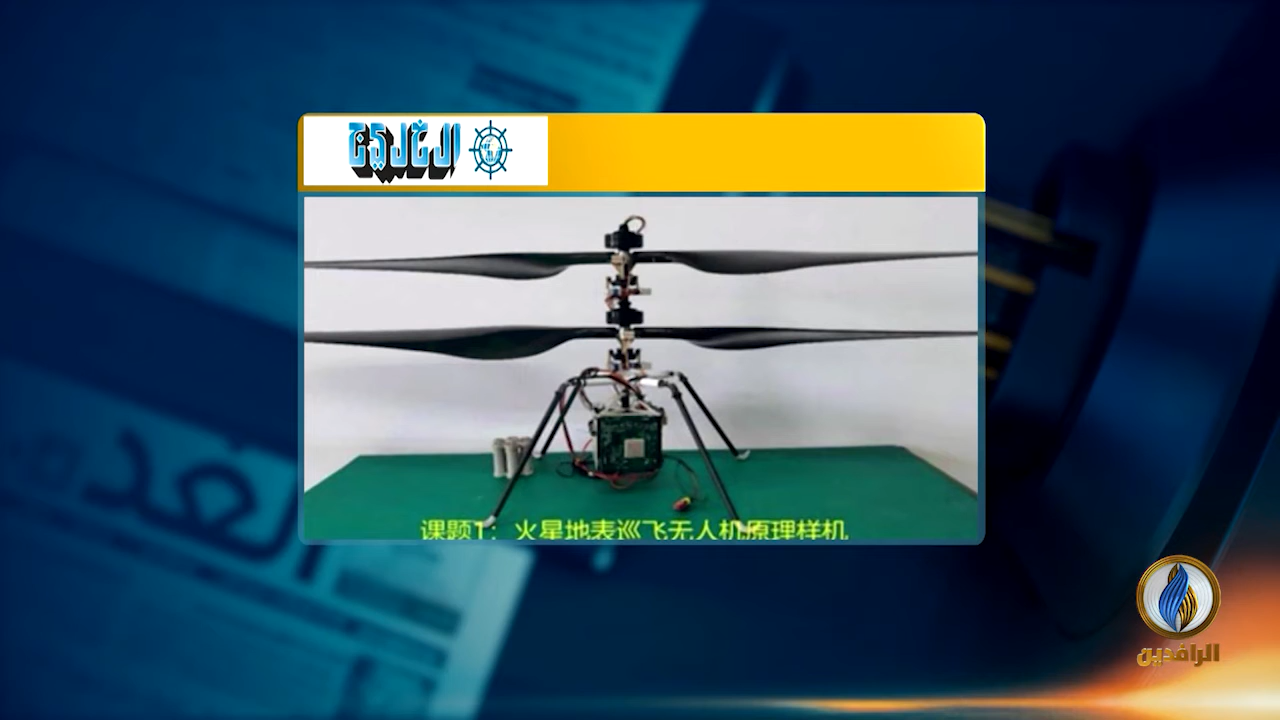 الخليج
课题1：火星地表巡飞无人机原理样机
الرافدين